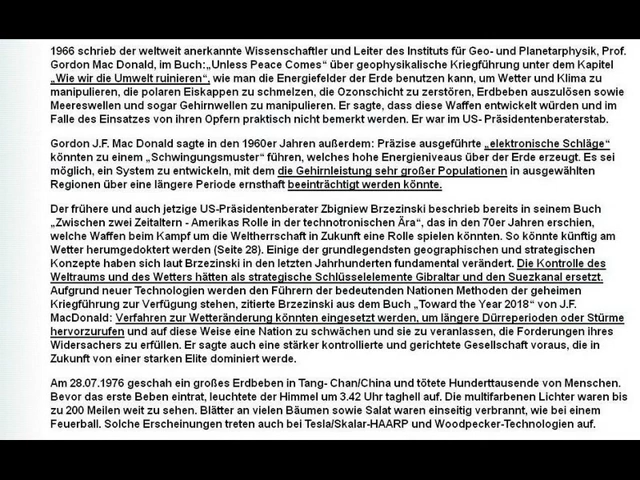 1966 schrieb der weltweit anerkannte Wissenschaftler und Leiter des Instituts für Geo- und Planetarphysik, Prof.
Gordon Mac Donald, im Buch:„Unless Peace Comes“ über geophysikalische Kriegführung unter dem Kapitel
„Wie wir die Umwelt ruinieren“, wie man die Energiefelder der Erde benutzen kann, um Wetter und Klima zu
manipulieren, die polaren Eiskappen zu schmelzen, die Ozonschicht zu zerstören, Erdbeben auszulösen sowie
Meereswellen und sogar Gehirnwellen zu manipulieren. Er sagte, dass diese Waffen entwickelt würden und im
Falle des Einsatzes von ihren Opfern praktisch nicht bemerkt werden. Er war im US- Präsidentenberaterstab.
Gordon J.F. Mac Donald sagte in den 1960er Jahren außerdem: Präzise ausgeführte „elektronische Schläge“
könnten zu einem „Schwingungsmuster“ führen, welches hohe Energieniveaus über der Erde erzeugt. Es sei
möglich, ein System zu entwickeln, mit dem die Gehirnleistung sehr großer Populationen in ausgewählten
Regionen über eine längere Periode ernsthaft beeinträchtigt werden könnte.
Der frühere und auch jetzige US-Präsidentenberater Zbigniew Brzezinski beschrieb bereits in seinem Buch
„Zwischen zwei Zeitaltern - Amerikas Rolle in der technotronischen Ära“, das in den 70er Jahren erschien,
welche Waffen beim Kampf um die Weltherrschaft in Zukunft eine Rolle spielen könnten. So könnte künftig am
Wetter herumgedoktert werden (Seite 28). Einige der grundlegensten geographischen und strategischen
Konzepte haben sich laut Brzezinski in den letzten Jahrhunderten fundamental verändert. Die Kontrolle des
Weltraums und des Wetters hätten als strategische Schlüsselelemente Gibraltar und den Suezkanal ersetzt.
Aufgrund neuer Technologien werden den Führern der bedeutenden Nationen Methoden der geheimen
Kriegführung zur Verfügung stehen, zitierte Brzezinski aus dem Buch „Toward the Year 2018“ von J.F.
MacDonald: Verfahren zur Wetteränderung könnten eingesetzt werden, um längere Dürreperioden oder Stürme
hervorzurufen und auf diese Weise eine Nation zu schwächen und sie zu veranlassen, die Forderungen ihres
Widersachers zu erfüllen. Er sagte auch eine stärker kontrollierte und gerichtete Gesellschaft voraus, die in
Zukunft von einer starken Elite dominiert werde.
Am 28.07.1976 geschah ein großes Erdbeben in Tang- Chan/China und tötete Hunderttausende von Menschen.
Bevor das erste Beben eintrat, leuchtete der Himmel um 3.42 Uhr taghell auf. Die multifarbenen Lichter waren bis
zu 200 Meilen weit zu sehen. Blätter an vielen Bäumen sowie Salat waren einseitig verbrannt, wie bei einem
Feuerball. Solche Erscheinungen treten auch bei Tesla/Skalar-HAARP und Woodpecker-Technologien auf.